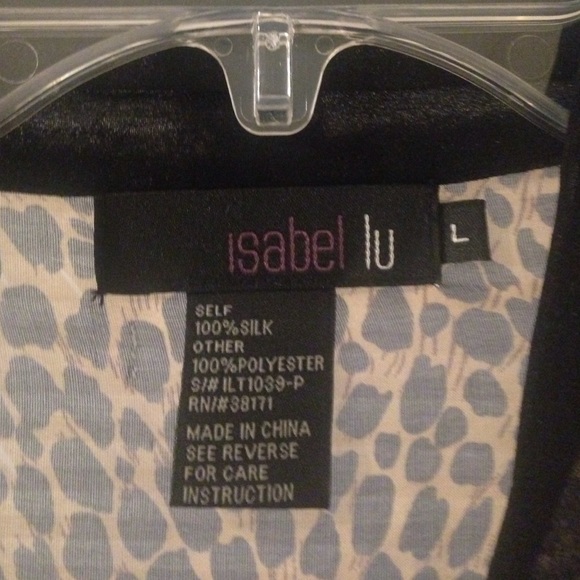 isabel lu
L
SELF
100%SILK
OTHER
100%POLYESTER
S/# ILT1039-P
RN/#38171
MADE IN CHINA
SEE REVERSE
FOR CARE
INSTRUCTION